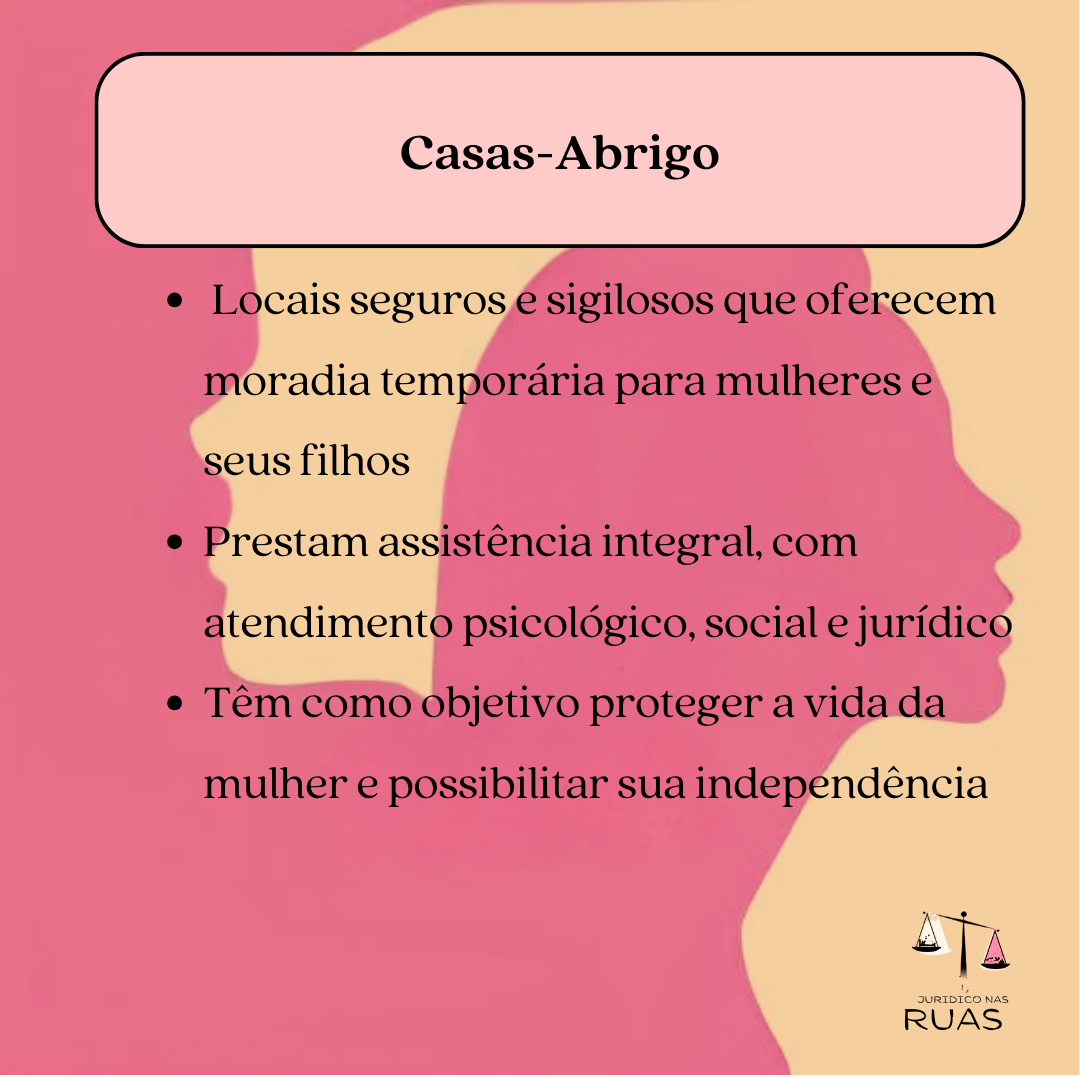 Casas-Abrigo
• Locais seguros e sigilosos que oferecem
moradia temporária para mulheres e
seus filhos
• Prestam assistência integral, com
atendimento psicológico, social e jurídico
• Têm como objetivo proteger a vida da
mulher e possibilitar sua independência
JURÍDICO NAS
RUAS